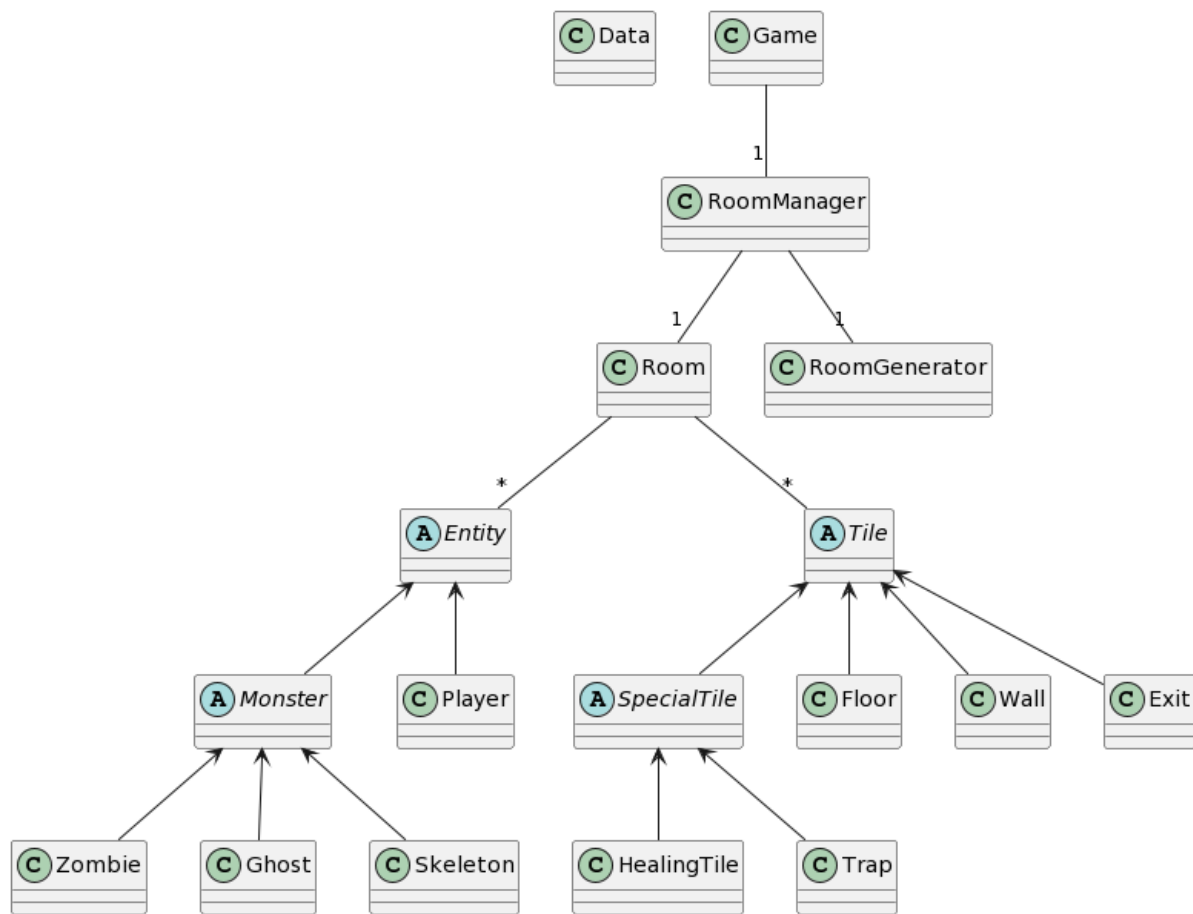 C Data
C Game
1
C RoomManager
1
1
C Room
C RoomGenerator
*
*
A Entity
A Tile
A Monster
C Player
A SpecialTile
C Floor
C Wall
C Exit
C Zombie
C Ghost
C Skeleton
C HealingTile
C Trap